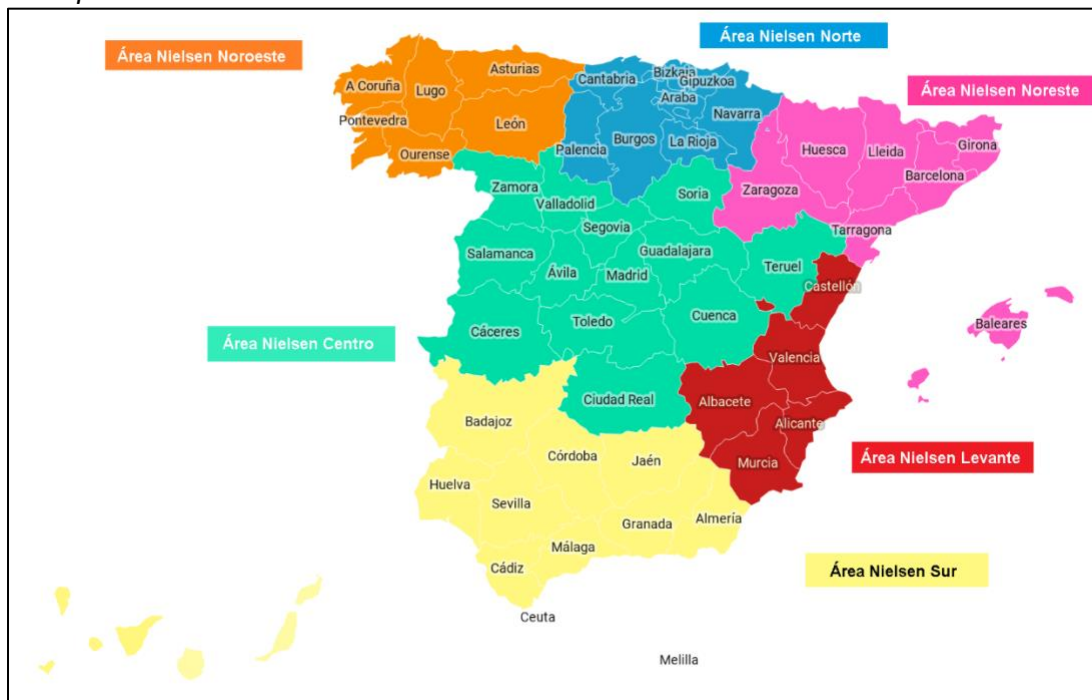 Área Nielsen Norte
Área Nielsen Noroeste
Área Nielsen Noreste
Asturias
Cantabria
Bizkaia
Gipuzkoa
A Coruña
Lugo
Araba
Navarra
Pontevedra
León
Burgos
La Rioja
Palencia
Ourense
Huesca
Lleida
Girona
Barcelona
Zaragoza
Tarragona
Zamora
Valladolid
Soria
Segovia
Salamanca
Guadalajara
Ávila
Madrid
Teruel
Castellón
Cáceres
Toledo
Cuenca
Baleares
Área Nielsen Centro
Valencia
Ciudad Real
Albacete
Alicante
Badajoz
Córdoba
Jaén
Murcia
Área Nielsen Levante
Huelva
Sevilla
Granada
Almería
Málaga
Cádiz
Área Nielsen Sur
Ceuta
Melilla